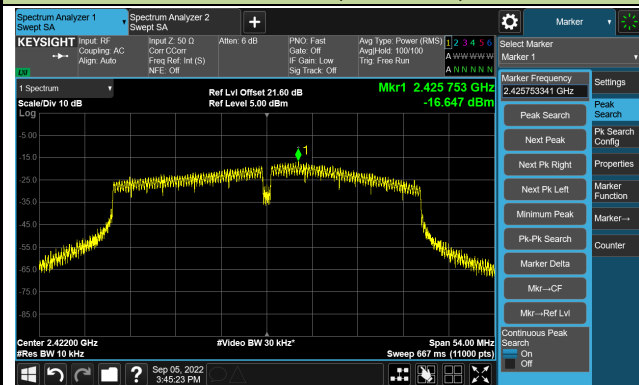 Spectrum Analyzer 1
Swept SA
Spectrum Analyzer 2
Swept SA
+
Marker
KEYSIGHT
Input: RF
Coupling: AC
Align: Auto
Input Z: 50 Ω
Corr CCorr
Freq Ref: Int (S)
NFE: Off
Atten: 6 dB
PNO: Fast
Gate: Off
IF Gain: Low
Sig Track: Off
Avg Type: Power (RMS)
Avg|Hold: 100/100
Trig: Free Run
1 2 3 4 5 6
A W W W W W
A N N N N N
Select Marker
Marker 1
LXI
1 Spectrum
Scale/Div 10 dB
Log
Ref Lvl Offset 21.60 dB
Ref Level 5.00 dBm
Mkr1 2.425 753 GHz
-16.647 dBm
-5.00
-15.0
-25.0
-35.0
-45.0
-55.0
-65.0
-75.0
-85.0
1
Center 2.42200 GHz
#Res BW 10 kHz
#Video BW 30 kHz*
Span 54.00 MHz
Sweep 667 ms (11000 pts)
Marker Frequency
2.425753341 GHz
Peak Search
Next Peak
Next Pk Right
Next Pk Left
Minimum Peak
Pk-Pk Search
Marker Delta
Mkr→CF
Mkr→Ref Lvl
Continuous Peak
Search
On
Off
Settings
Peak
Search
Pk Search
Config
Properties
Marker
Function
Marker→
Counter
?
Sep 05, 2022
3:45:23 PM